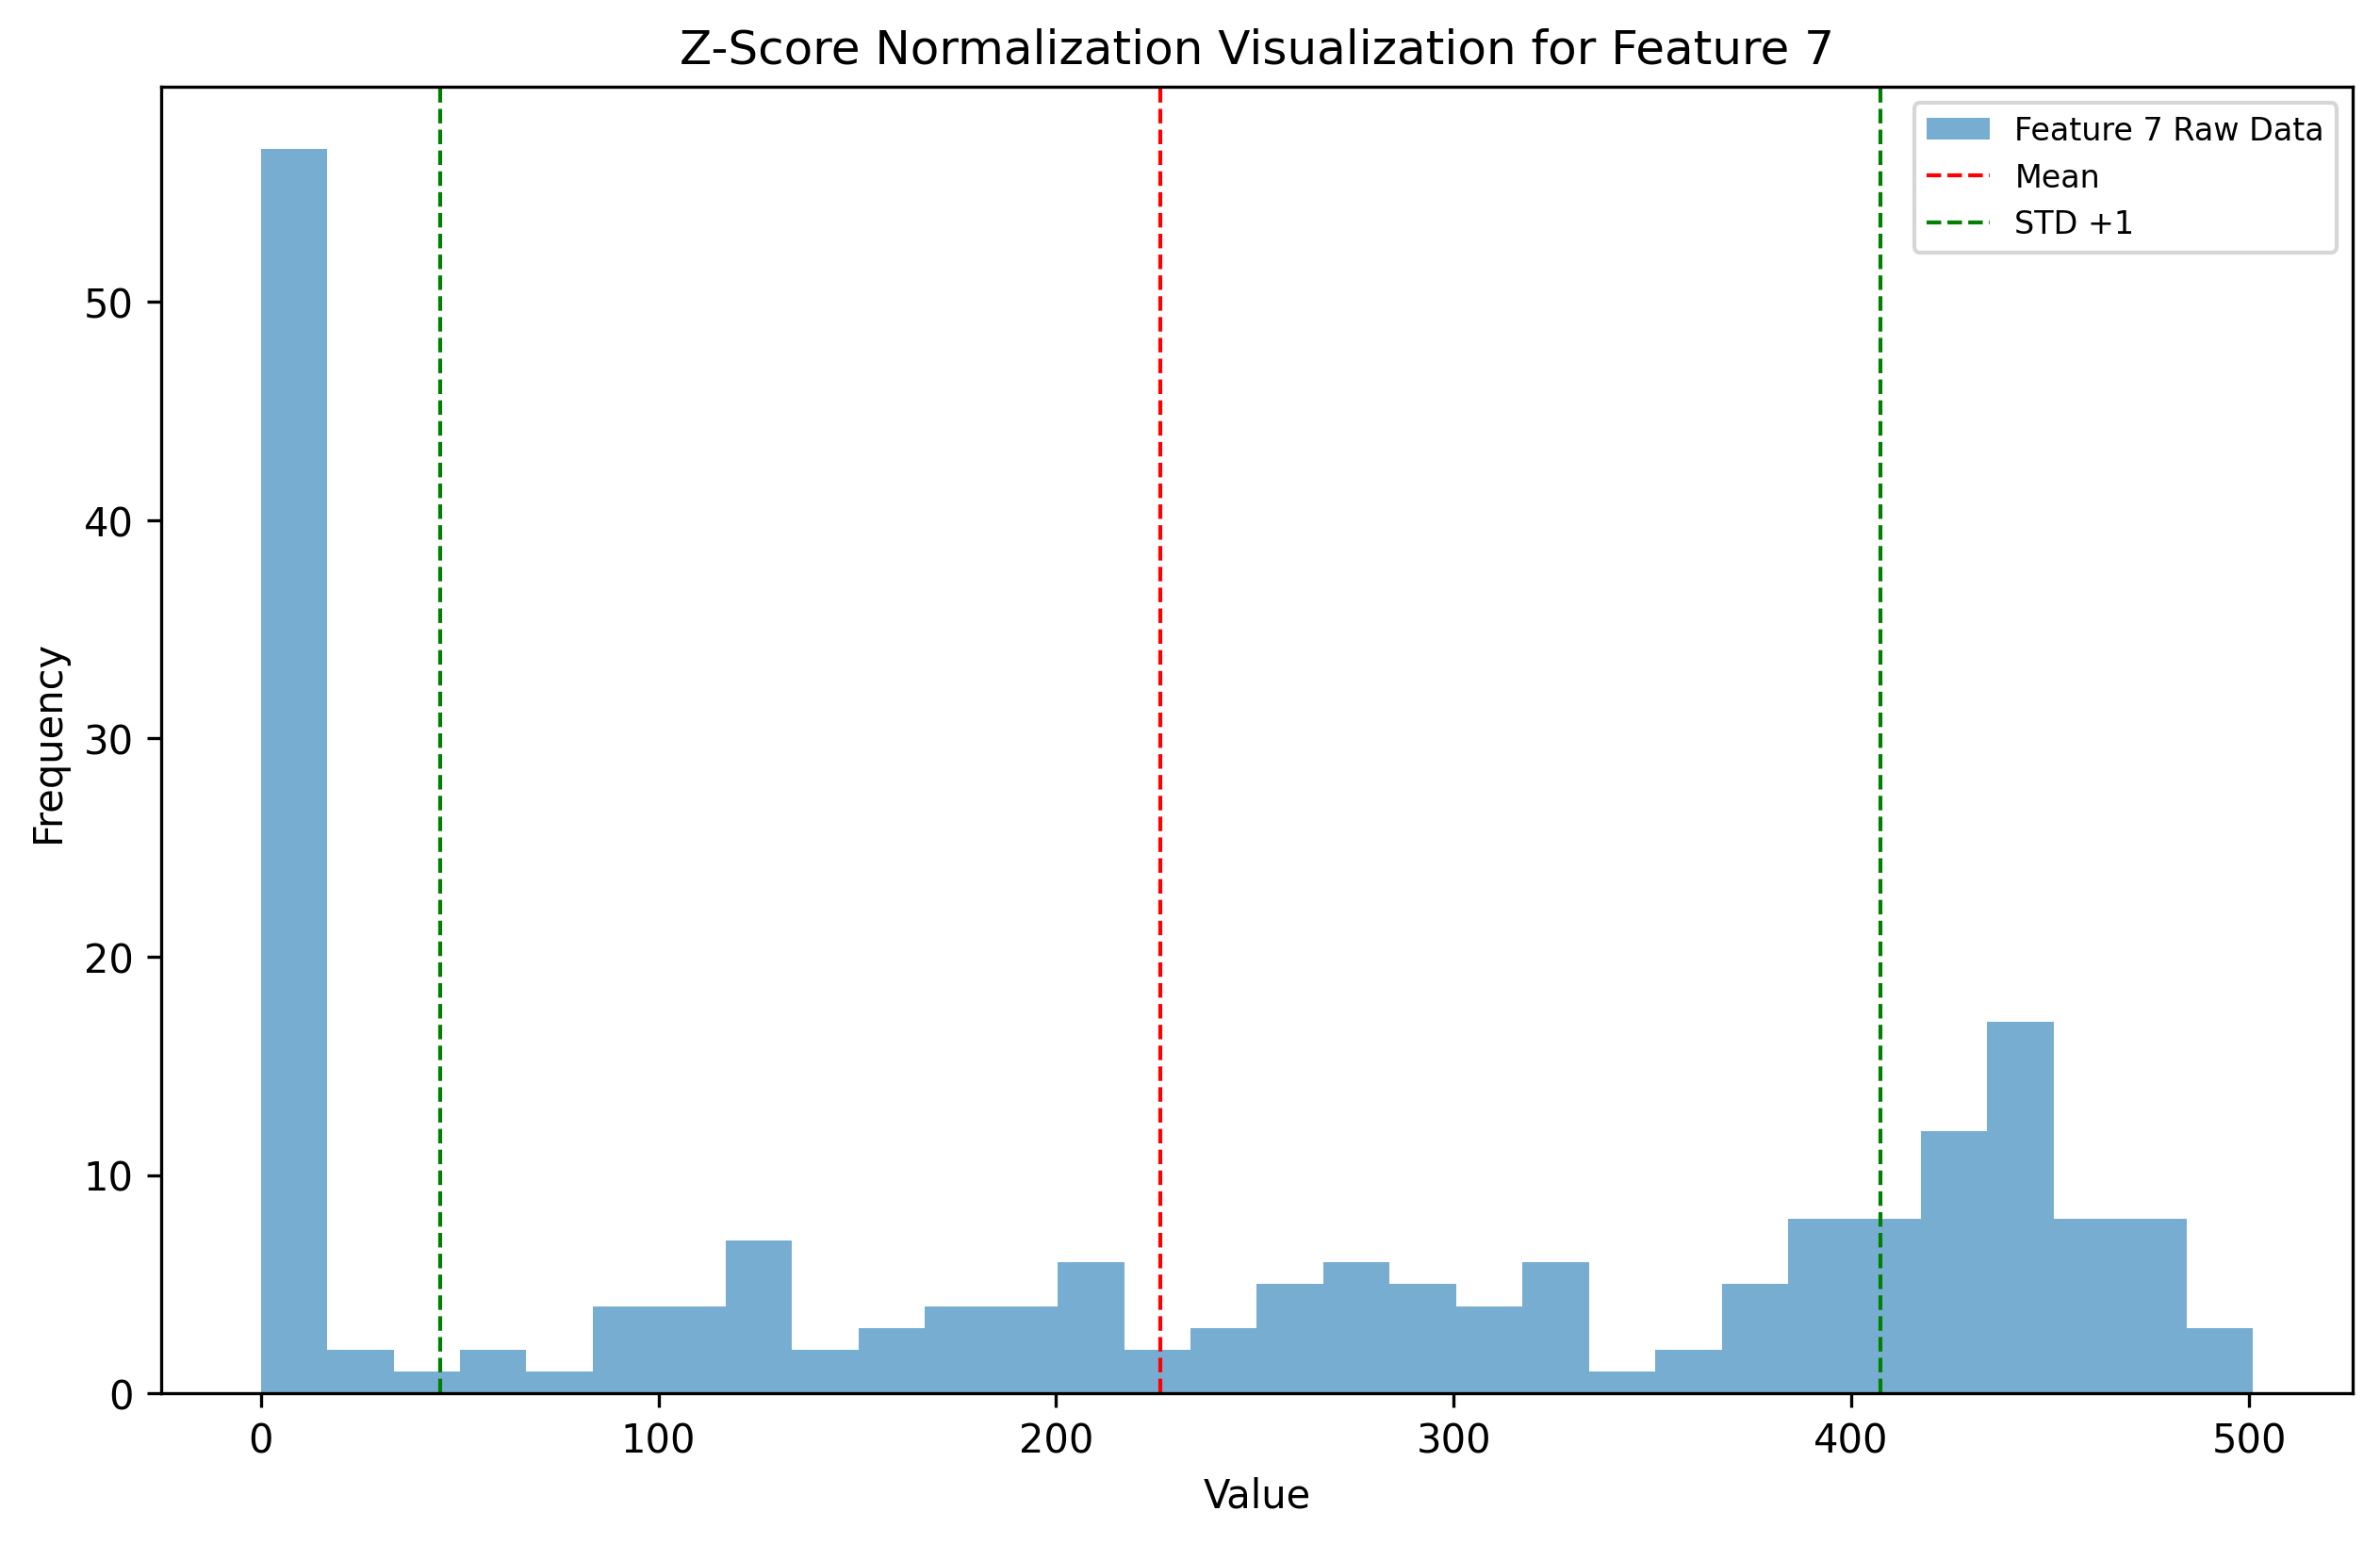 Z-Score Normalization Visualization for Feature 7
Feature 7 Raw Data
Mean
STD +1
Frequency
50
40
30
20
10
0
0 100 200 300 400 500
Value